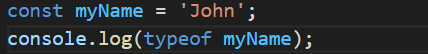 const myName = 'John';
console.log(typeof myName);